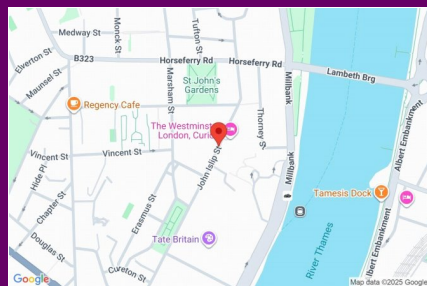 Medway St
Monck St
Tufton St
Elverton St
B323
Horseferry Rd
Horseferry Rd
Lambeth Brg
Maunsel St
Marsham St
St John's
Gardens
Millbank
Regency Cafe
The Westminst
London, Curi
Thorney St
Albert Embankment
Vincent St
Vincent St
Hide Pl
John Islip St
Millbank
Tamesis Dock
Chapter St
Erasmus St
Douglas St
Tate Britain
River Thames
Albert Embankment
Cureton St
Google
Map data ©2025 Google